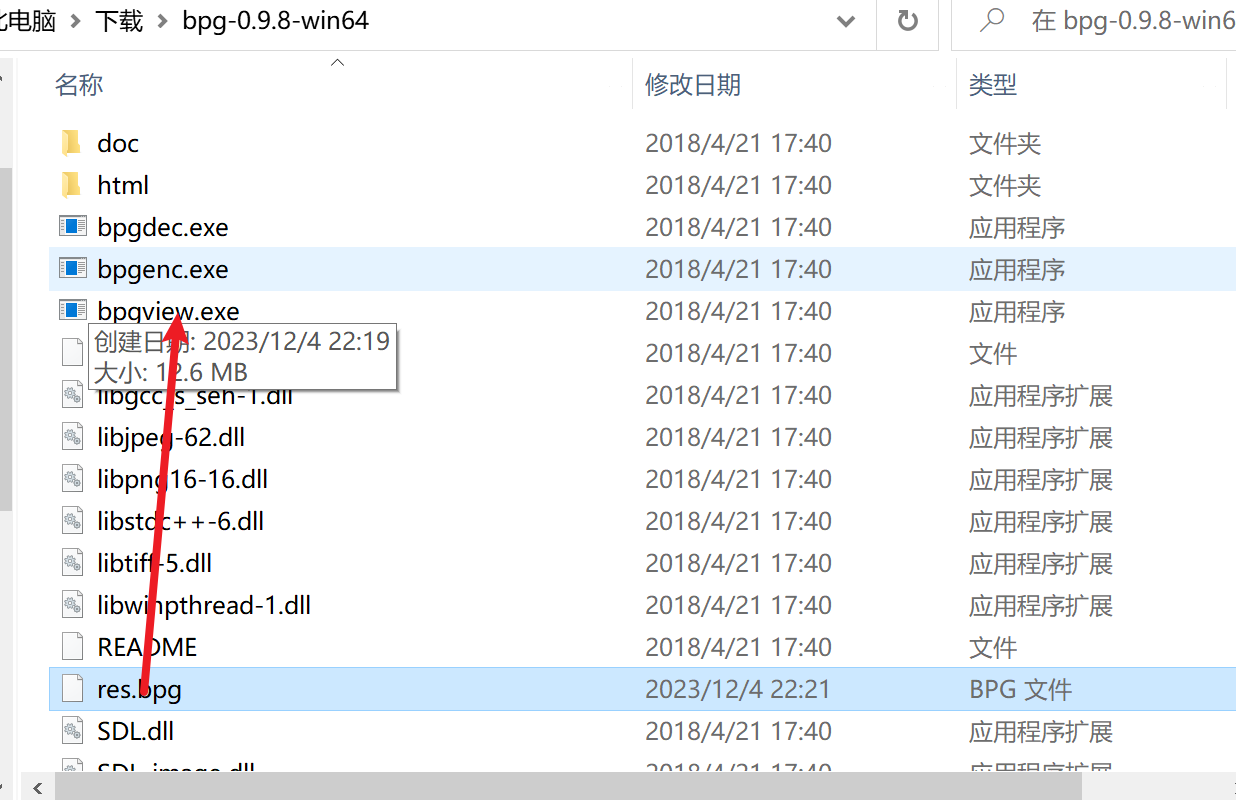 电脑 > 下载 > bpg-0.9.8-win64 在 bpg-0.9.8-win6
名称 修改日期 类型
doc 2018/4/21 17:40 文件夹
html 2018/4/21 17:40 文件夹
bpgdec.exe 2018/4/21 17:40 应用程序
bpgenc.exe 2018/4/21 17:40 应用程序
bpgview.exe 2018/4/21 17:40 应用程序
创建日期: 2023/12/4 22:19
2018/4/21 17:40 文件
大小: 12.6 MB
libgcc_s_seh-1.dll 2018/4/21 17:40 应用程序扩展
libjpeg-62.dll 2018/4/21 17:40 应用程序扩展
libpng16-16.dll 2018/4/21 17:40 应用程序扩展
libstdc++-6.dll 2018/4/21 17:40 应用程序扩展
libtiff-5.dll 2018/4/21 17:40 应用程序扩展
libwinpthread-1.dll 2018/4/21 17:40 应用程序扩展
README 2018/4/21 17:40 文件
res.bpg 2023/12/4 22:21 BPG 文件
SDL.dll 2018/4/21 17:40 应用程序扩展
SDL_image.dll 2018/4/21 17:40 应用程序扩展